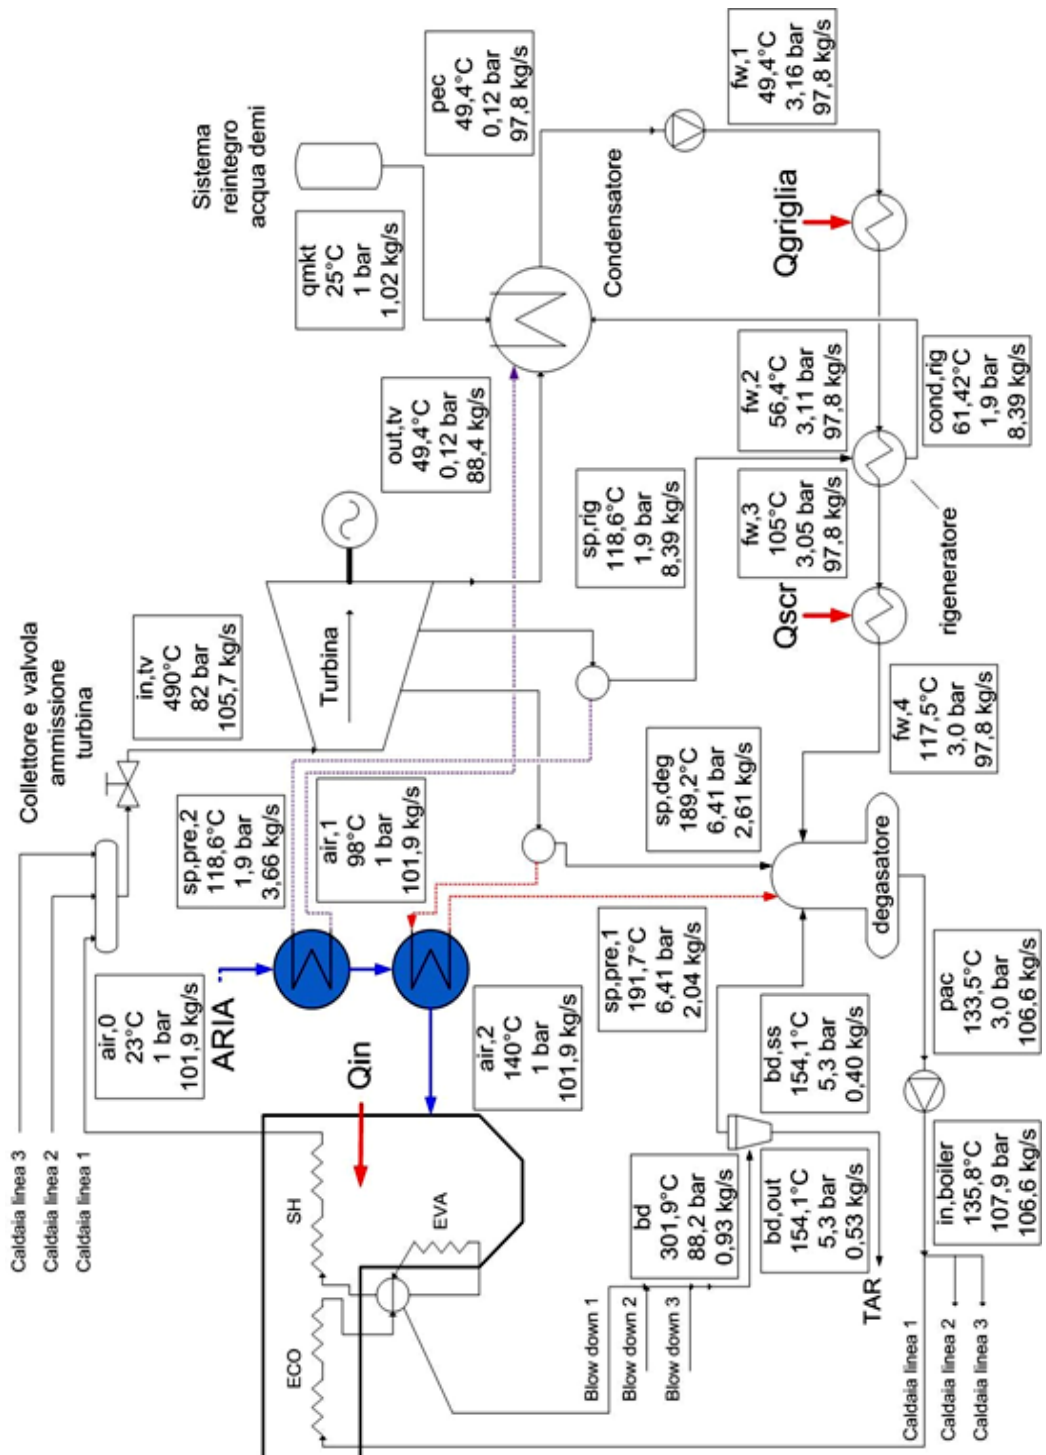 Caldaia linea 3
Caldaia linea 2
Caldaia linea 1
Collettore e valvola
ammissione
turbina
in,tv
490°C
82 bar
105,7 kg/s
Turbina
out,tv
49,4°C
0,12 bar
88,4 kg/s
Sistema
reintegro
acqua demi
qmkt
25°C
1 bar
1,02 kg/s
Condensatore
pec
49,4°C
0,12 bar
97,8 kg/s
fw,1
49,4°C
3,16 bar
97,8 kg/s
Qgriglia
fw,2
56,4°C
3,11 bar
97,8 kg/s
cond,rig
61,42°C
1,9 bar
8,39 kg/s
sp,rig
118,6°C
1,9 bar
8,39 kg/s
fw,3
105°C
3,05 bar
97,8 kg/s
rigeneratore
Qscr
fw,4
117,5°C
3,0 bar
97,8 kg/s
sp,deg
189,2°C
6,41 bar
2,61 kg/s
degasatore
sp,pre,2
118,6°C
1,9 bar
3,66 kg/s
air,1
98°C
1 bar
101,9 kg/s
air,0
23°C
1 bar
101,9 kg/s
ARIA
sp,pre,1
191,7°C
6,41 bar
2,04 kg/s
air,2
140°C
1 bar
101,9 kg/s
Qin
SH
ECO
EVA
bd
301,9°C
88,2 bar
0,93 kg/s
bd,ss
154,1°C
5,3 bar
0,40 kg/s
bd,out
154,1°C
5,3 bar
0,53 kg/s
TAR
Blow down 1
Blow down 2
Blow down 3
pac
133,5°C
3,0 bar
106,6 kg/s
in,boiler
135,8°C
107,9 bar
106,6 kg/s
Caldaia linea 1
Caldaia linea 2
Caldaia linea 3